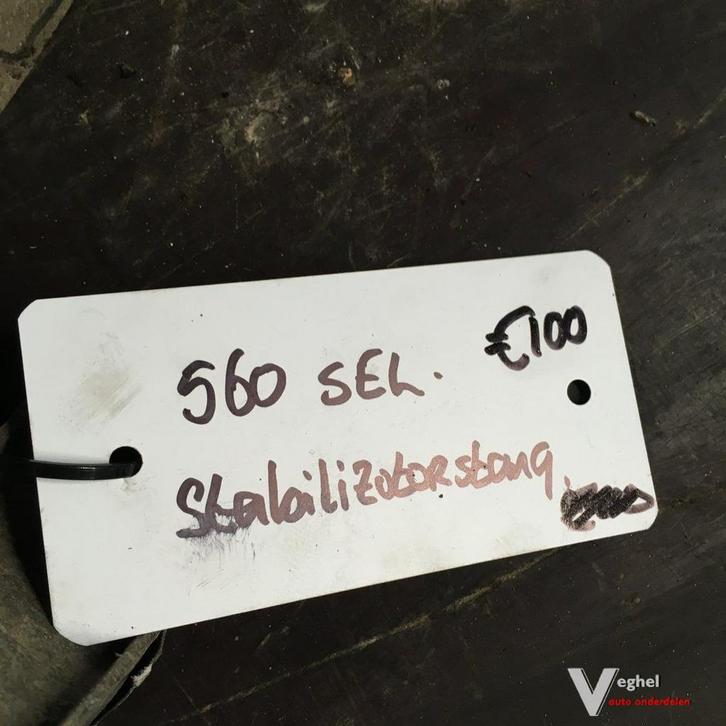 560 SEL. €100
Stabilizatorstang.
Veghel
auto onderdelen